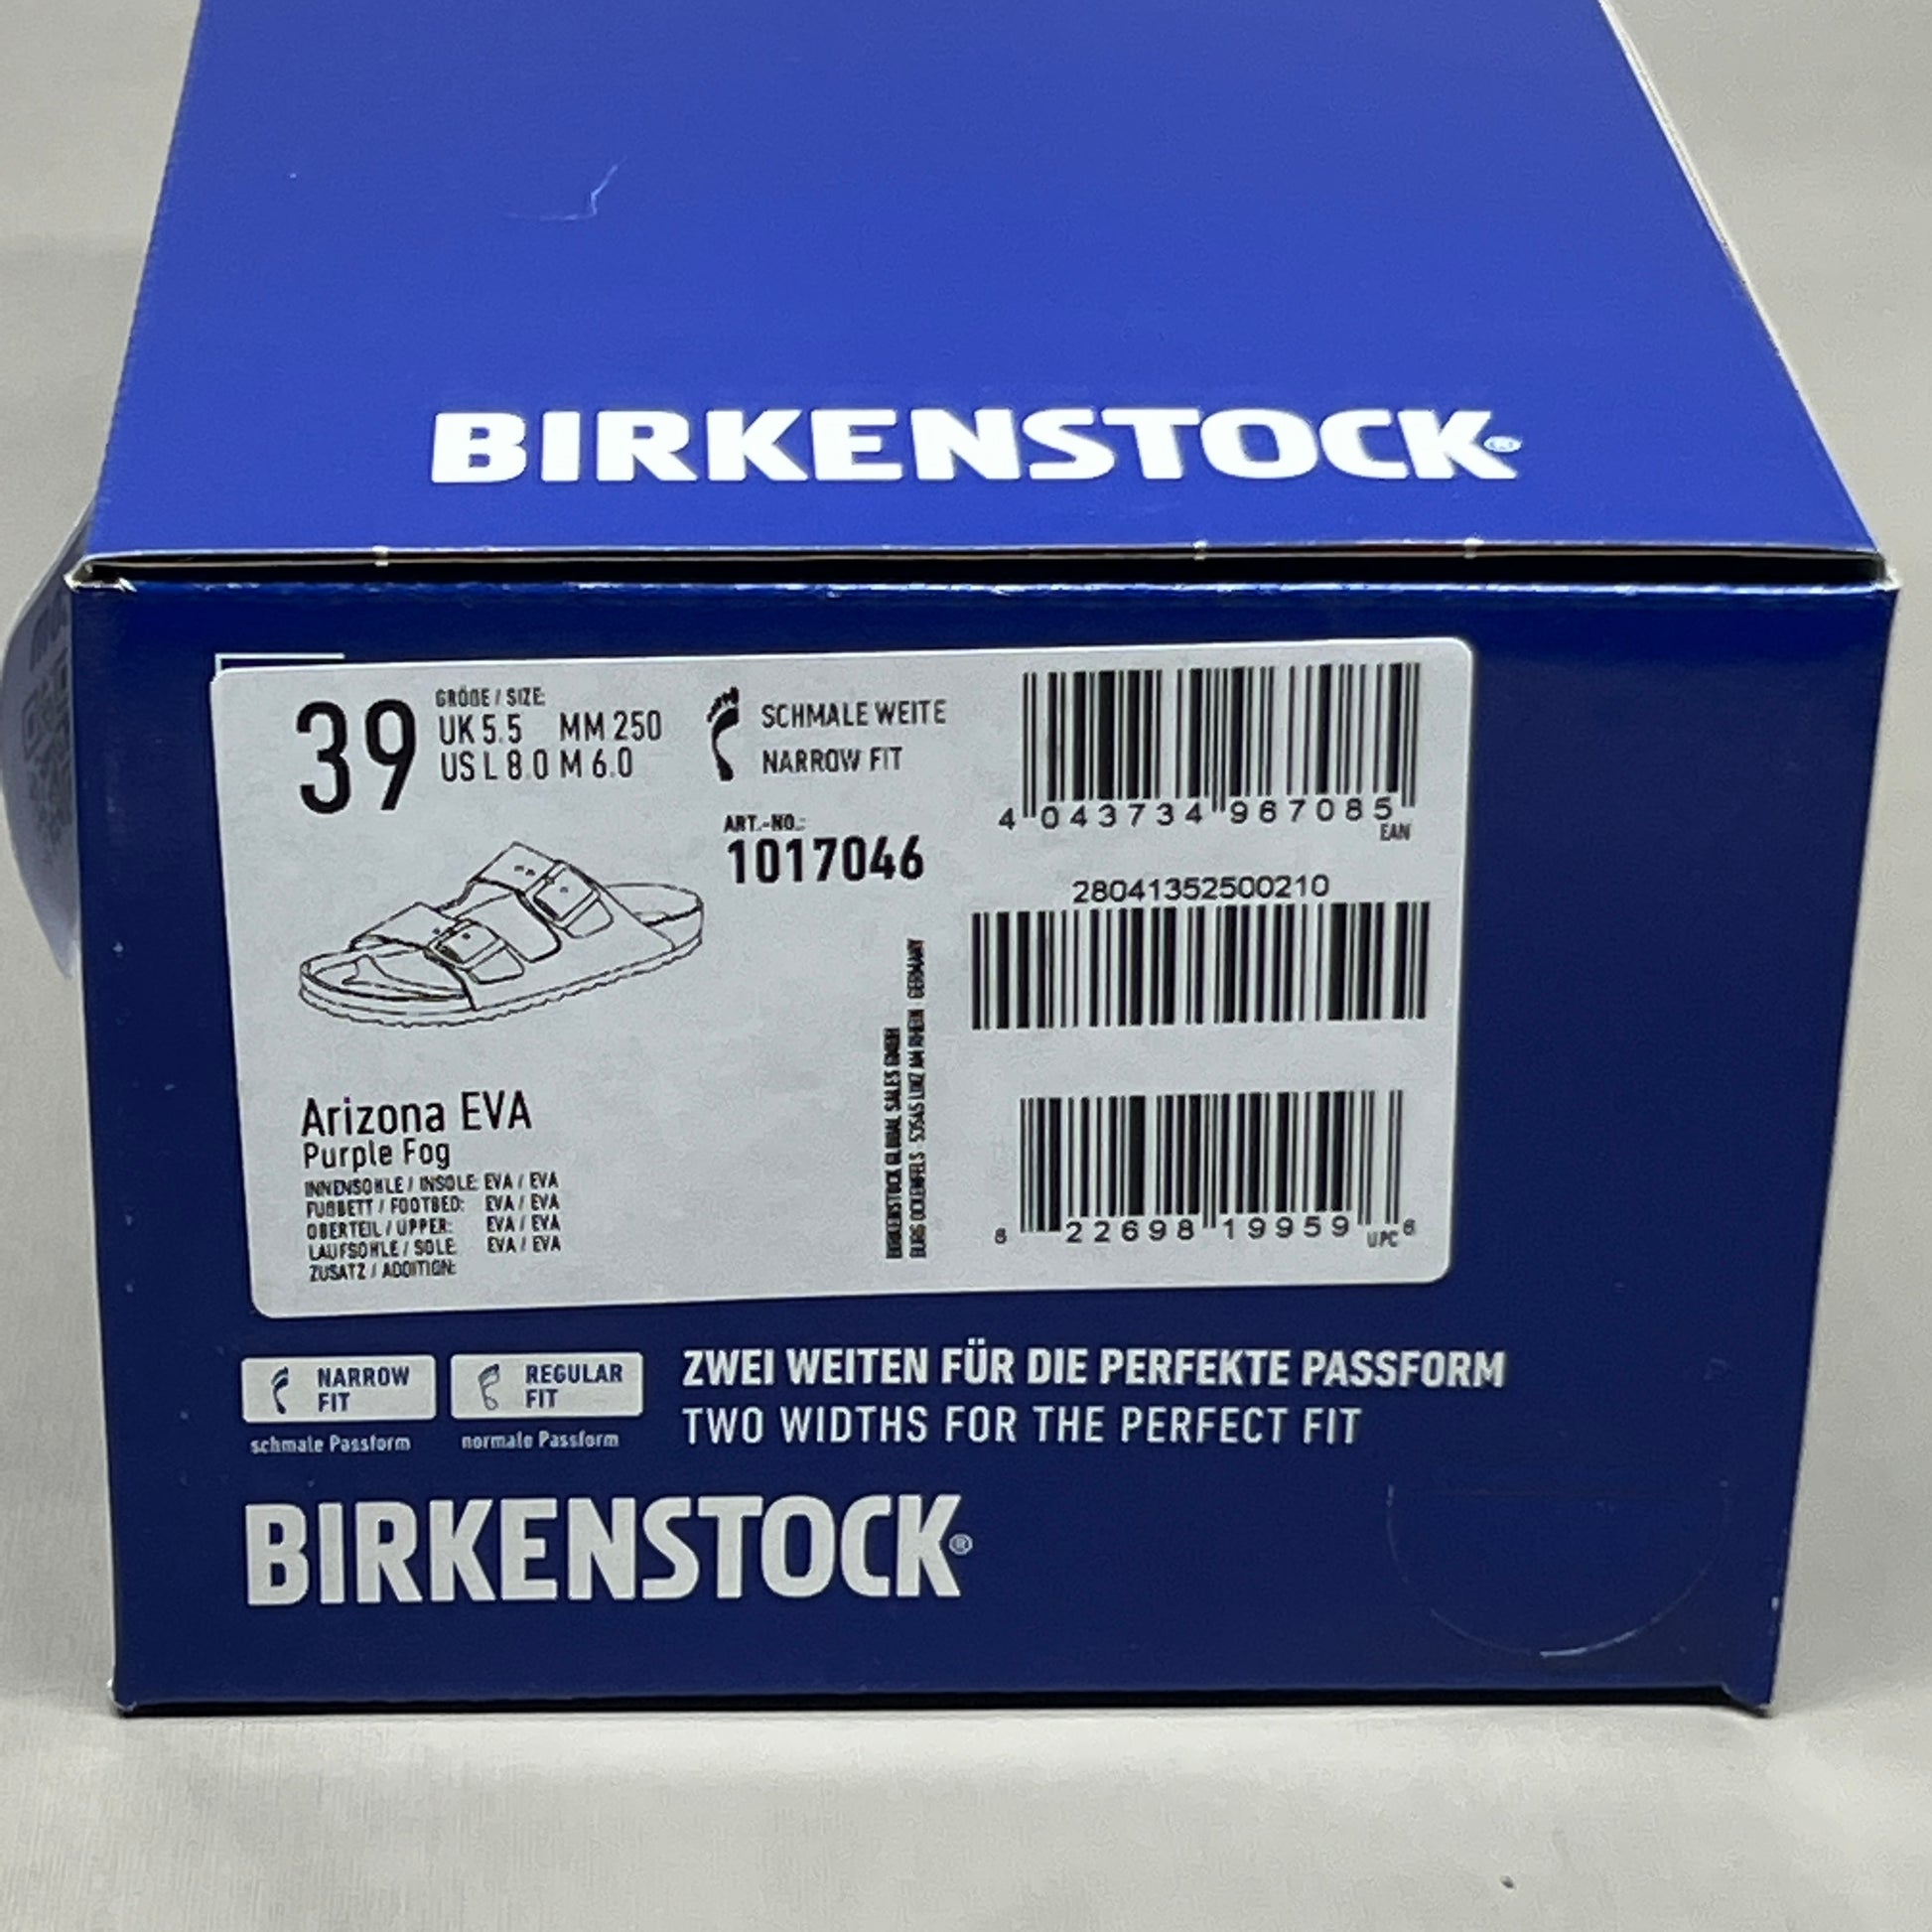 BIRKENSTOCK®
39
GRÖßE / SIZE:
UK 5.5 MM 250
US L 8.0 M 6.0
SCHMALE WEITE
NARROW FIT
ART.-NO.:
1017046
4 043734 967085
EAN
28041352500210
BIRKENSTOCK GLOBAL SALES GMBH
BURG OCKENFELS · 53545 LINZ AM RHEIN · GERMANY
Arizona EVA
Purple Fog
INNENSOHLE / INSOLE: EVA / EVA
FUßBETT / FOOTBED: EVA / EVA
OBERTEIL / UPPER: EVA / EVA
LAUFSOHLE / SOLE: EVA / EVA
ZUSATZ / ADDITION:
22698 19959 6
UPC
NARROW FIT
schmale Passform
REGULAR FIT
normale Passform
ZWEI WEITEN FÜR DIE PERFEKTE PASSFORM
TWO WIDTHS FOR THE PERFECT FIT
BIRKENSTOCK®